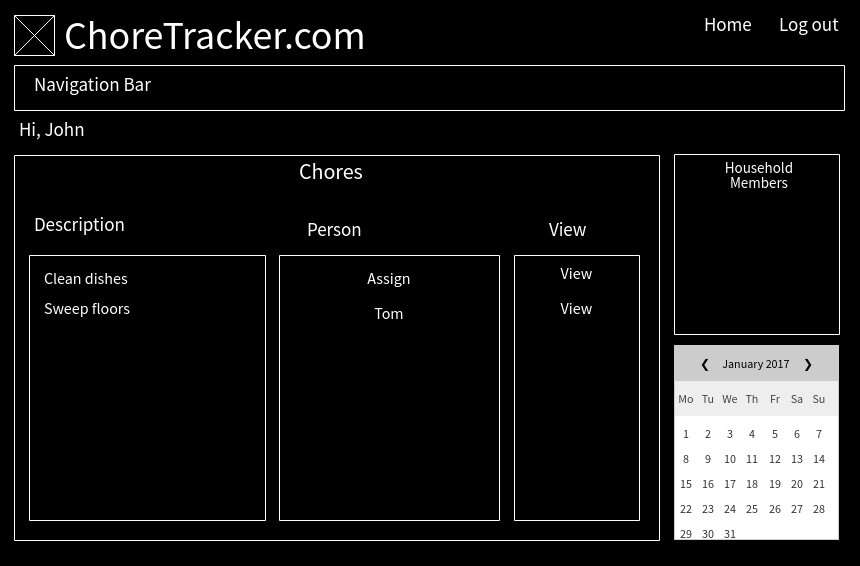 ChoreTracker.com
Home Log out
Navigation Bar
Hi, John
Chores
Description Person View
Clean dishes Assign View
Sweep floors Tom View
Household
Members
❮ January 2017 ❯
Mo Tu We Th Fr Sa Su
1 2 3 4 5 6 7
8 9 10 11 12 13 14
15 16 17 18 19 20 21
22 23 24 25 26 27 28
29 30 31